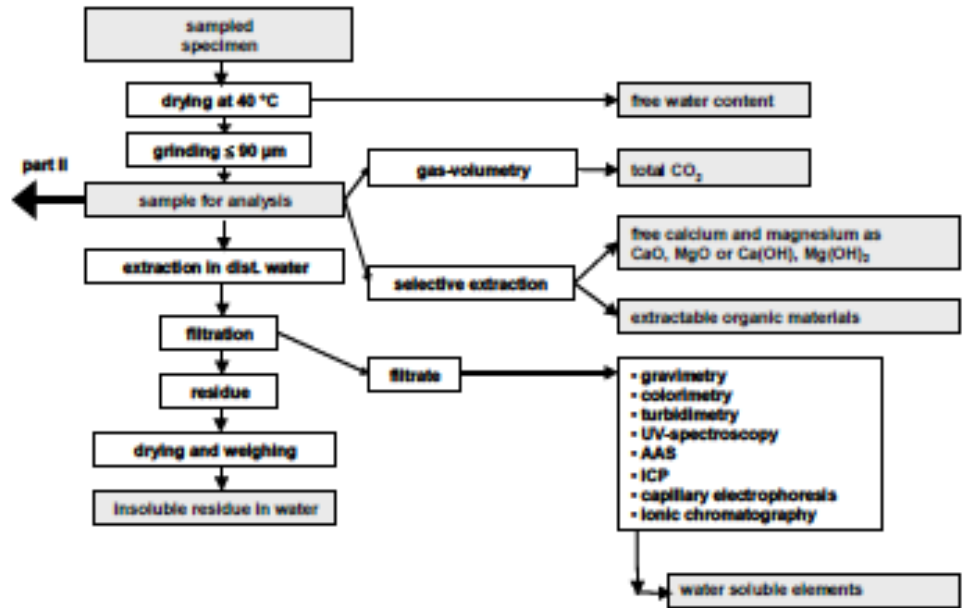 sampled
specimen
drying at 40 °C
free water content
grinding ≤ 90 µm
part II
gas-volumetry
total CO₂
sample for analysis
free calcium and magnesium as
CaO, MgO or Ca(OH), Mg(OH)₂
extraction in dist. water
selective extraction
extractable organic materials
filtration
filtrate
residue
▪ gravimetry
▪ colorimetry
▪ turbidimetry
▪ UV-spectroscopy
▪ AAS
▪ ICP
▪ capillary electrophoresis
▪ ionic chromatography
drying and weighing
insoluble residue in water
water soluble elements